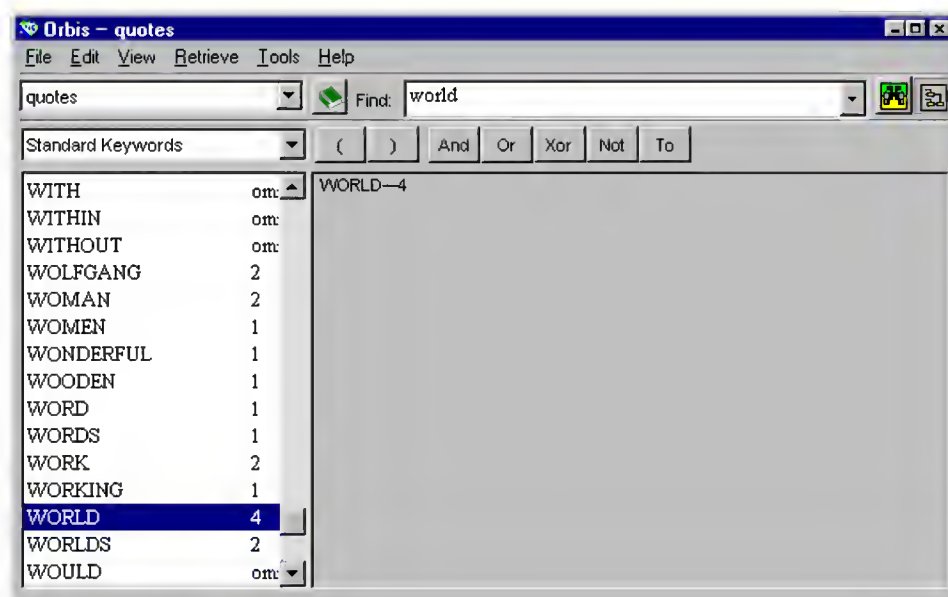 Orbis – quotes
File Edit View Retrieve Tools Help
quotes Find: world
Standard Keywords ( ) And Or Xor Not To
WITH om: WORLD—4
WITHIN om:
WITHOUT om:
WOLFGANG 2
WOMAN 2
WOMEN 1
WONDERFUL 1
WOODEN 1
WORD 1
WORDS 1
WORK 2
WORKING 1
WORLD 4
WORLDS 2
WOULD om: